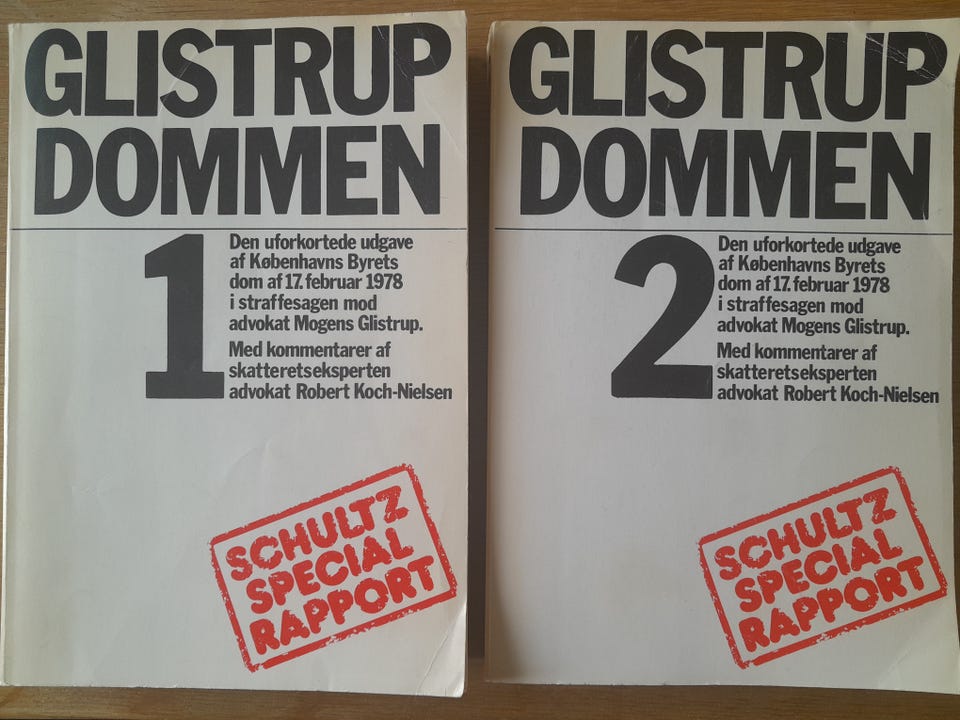 GLISTRUP
DOMMEN
1
Den uforkortede udgave
af Københavns Byrets
dom af 17. februar 1978
i straffesagen mod
advokat Mogens Glistrup.
Med kommentarer af
skatteretseksperten
advokat Robert Koch-Nielsen
SCHULTZ
SPECIAL
RAPPORT
GLISTRUP
DOMMEN
2
Den uforkortede udgave
af Københavns Byrets
dom af 17. februar 1978
i straffesagen mod
advokat Mogens Glistrup.
Med kommentarer af
skatteretseksperten
advokat Robert Koch-Nielsen
SCHULTZ
SPECIAL
RAPPORT